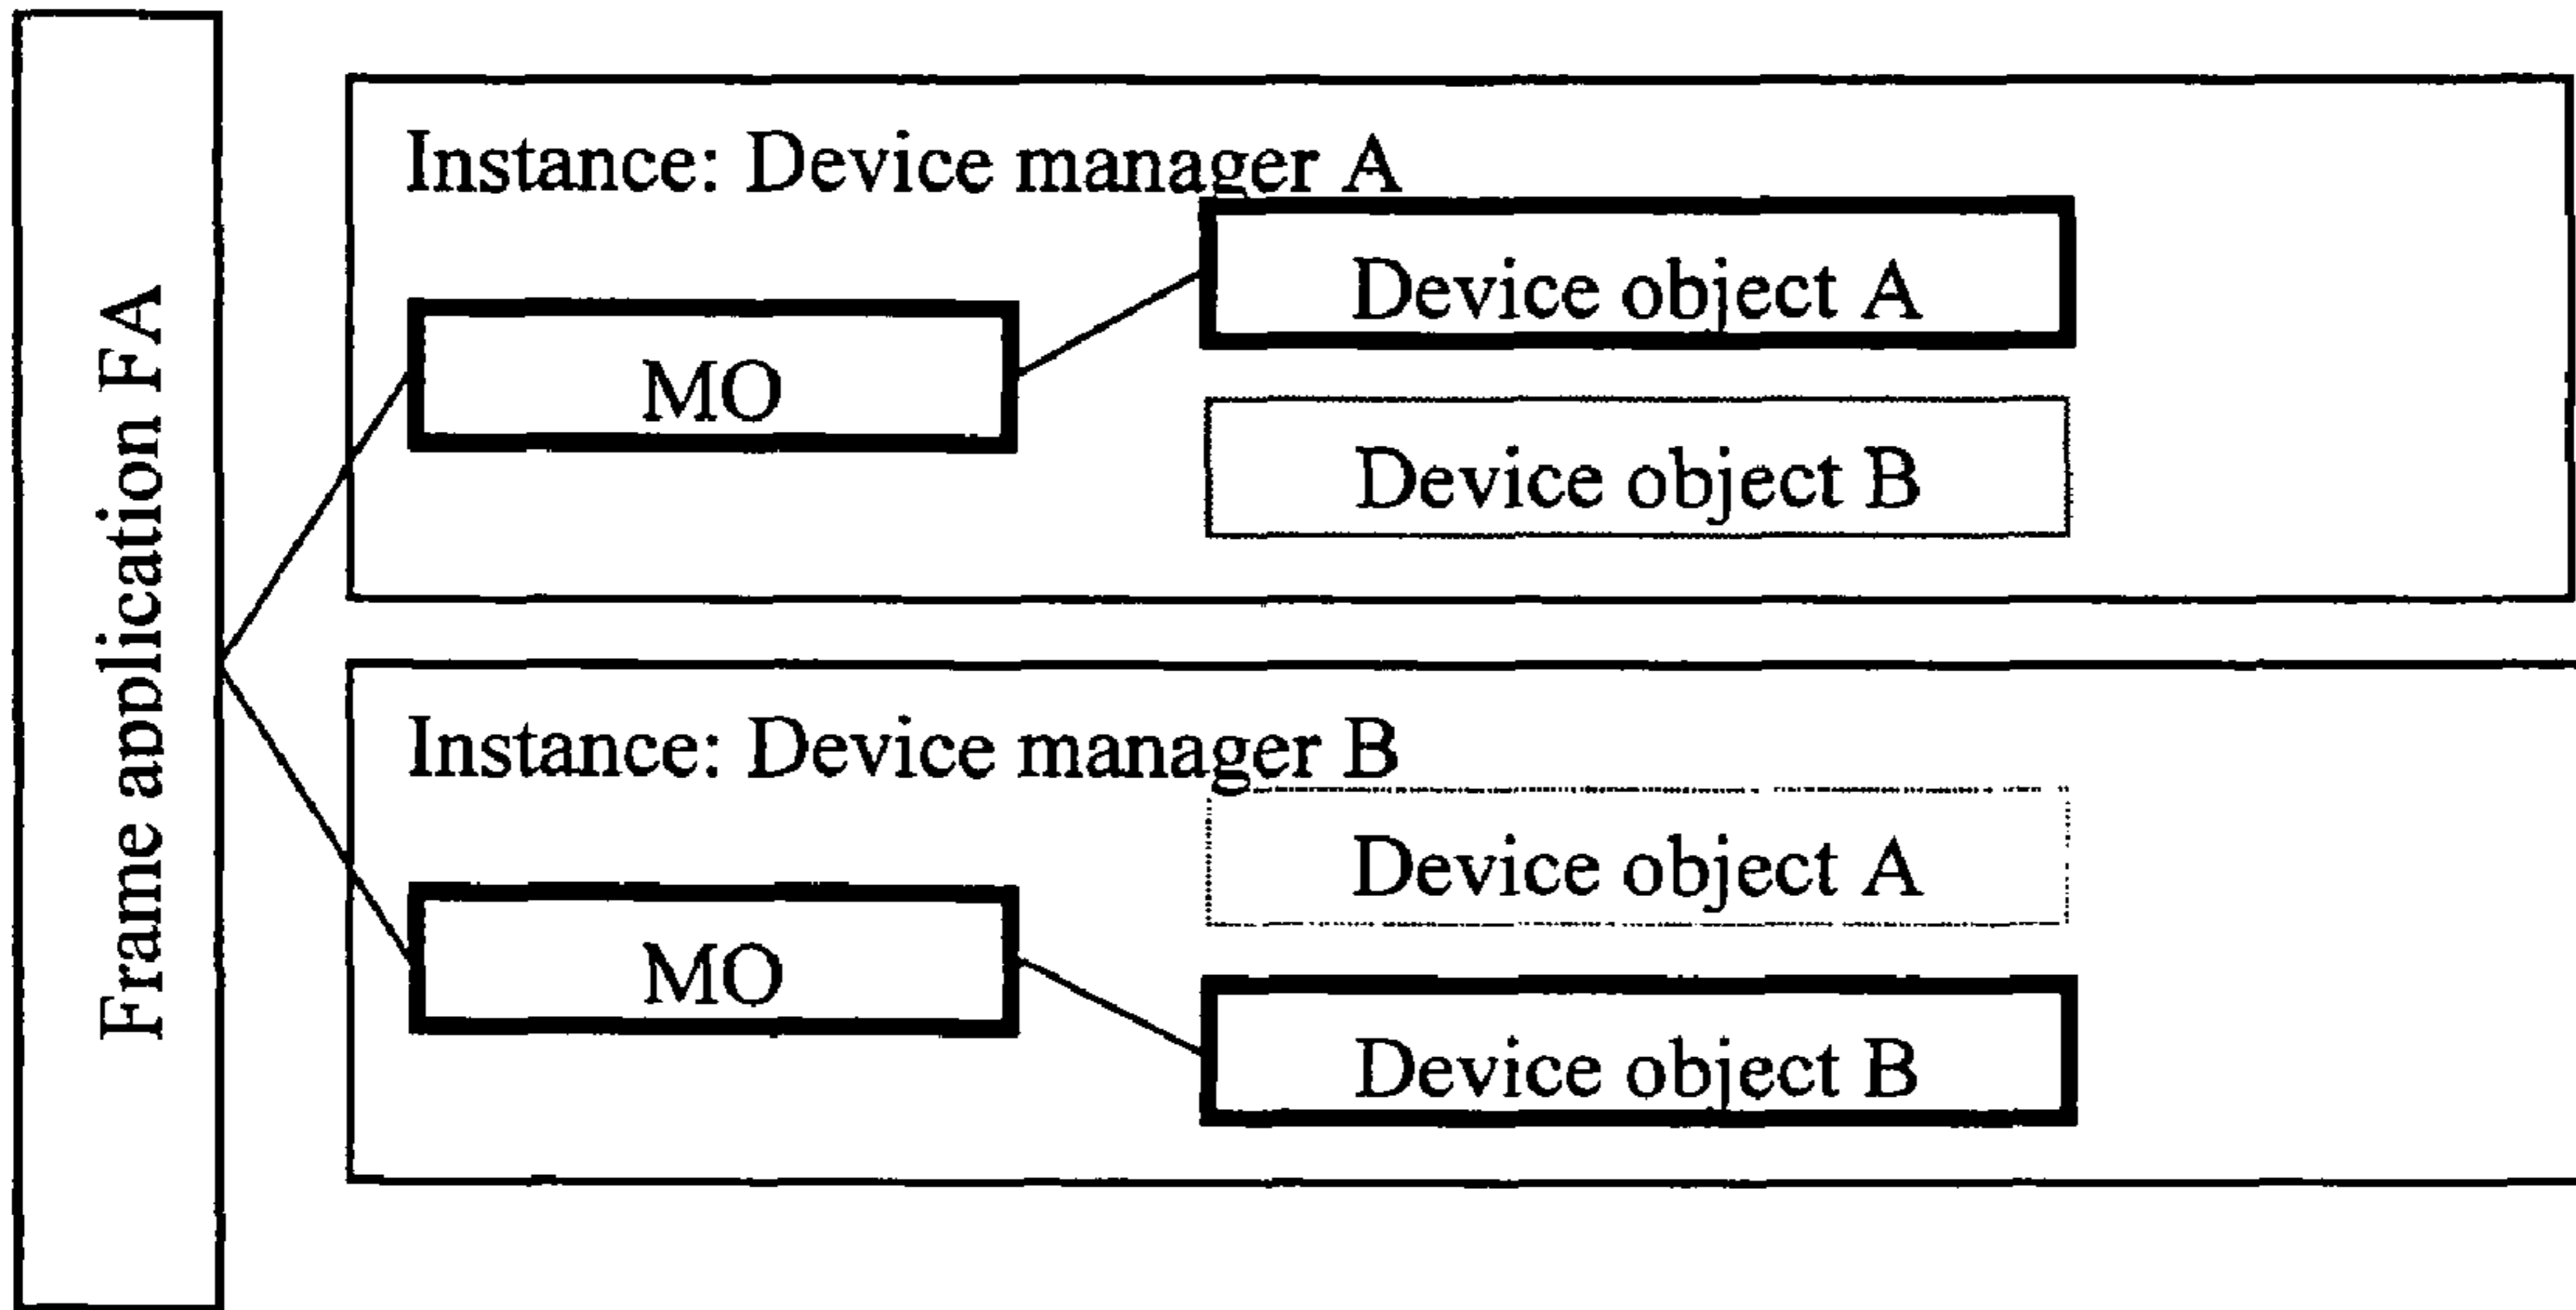 Frame application FA
Instance: Device manager A
Device object A
MO
Device object B
Instance: Device manager B
Device object A
MO
Device object B